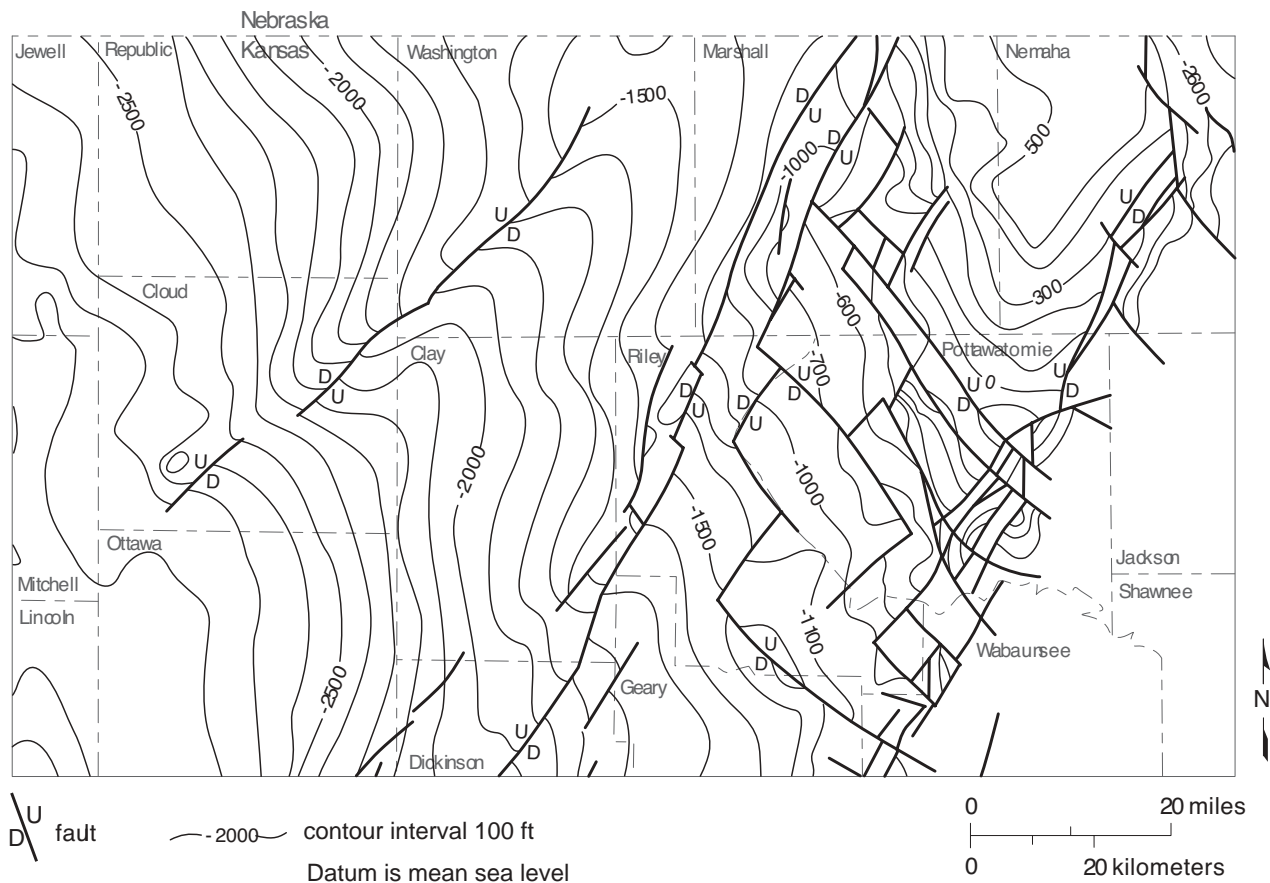 Nebraska
Kansas
Jewell
Republic
Washington
Marshall
Nemaha
-2500
-2000
-1500
-2600
D
U
D
U
-1000
500
U
D
U
D
Cloud
300
-600
Clay
Riley
Pottawatomie
-700
D
U
D
U
D
U
U
D
U
D
0
U
D
U
D
-2000
-1000
-1500
Ottawa
Mitchell
Lincoln
Jackson
Shawnee
-1100
U
D
Wabaunsee
-2500
Geary
U
D
Dickinson
N
U
D
fault
-2000
contour interval 100 ft
Datum is mean sea level
0
20 miles
0
20 kilometers